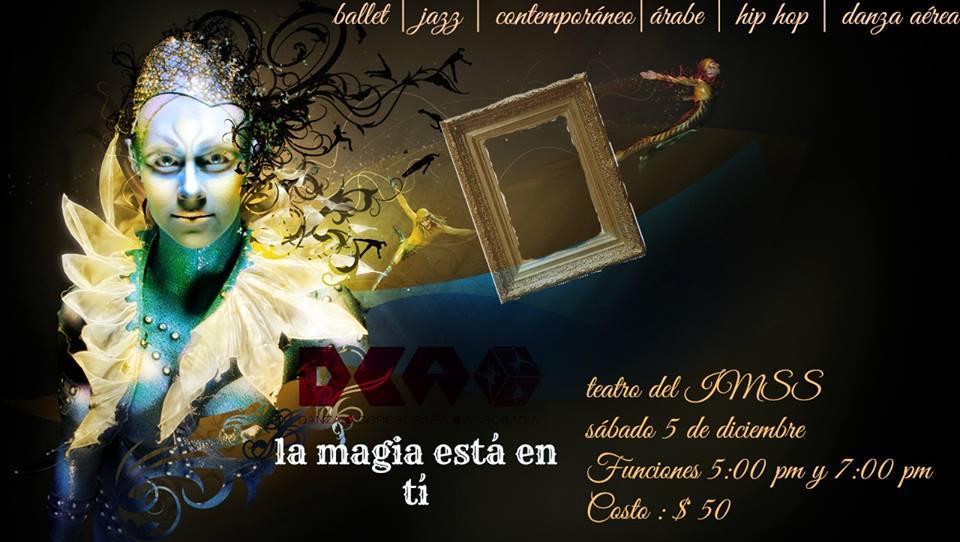 ballet | jazz | contemporáneo | árabe | hip hop | danza aérea
DANZA
la magia está en
tí
teatro del IMSS
sábado 5 de diciembre
Funciones 5:00 pm y 7:00 pm
Costo : $ 50